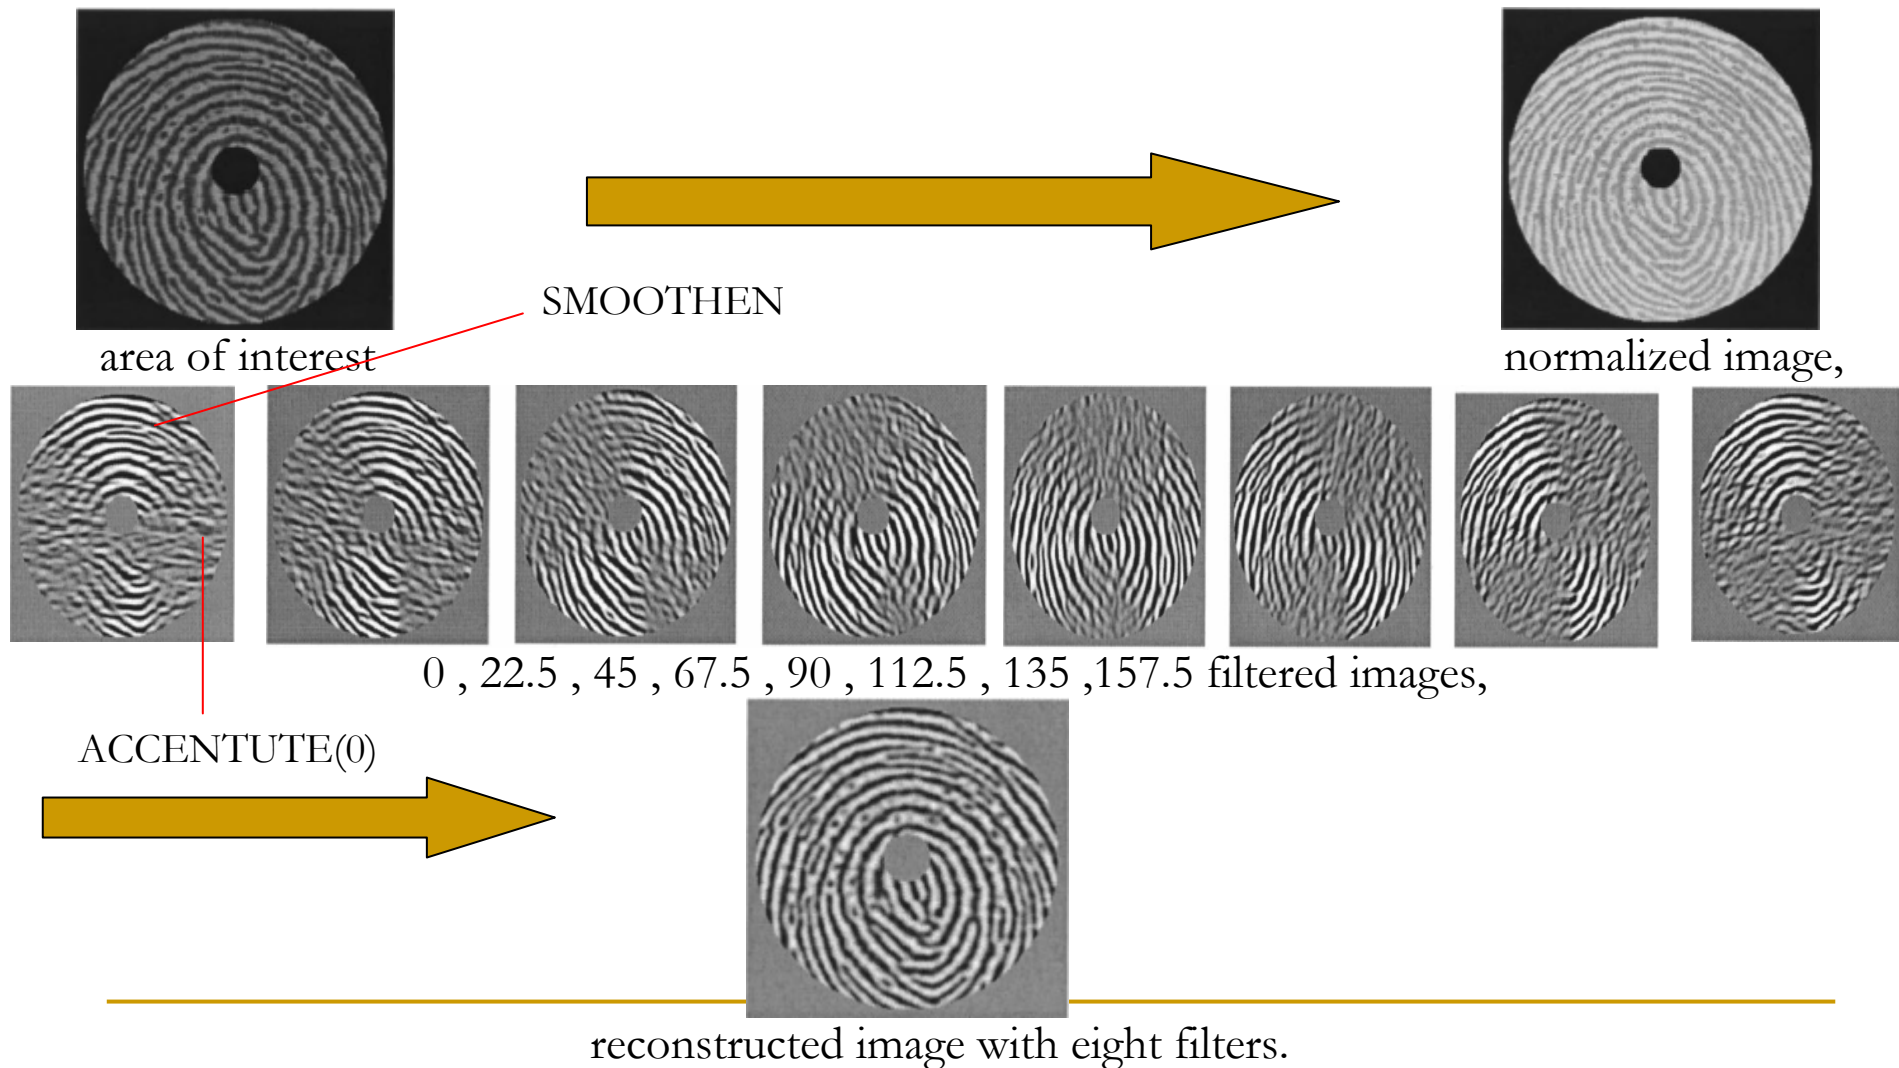 SMOOTHEN
area of interest
normalized image,
0 , 22.5 , 45 , 67.5 , 90 , 112.5 , 135 ,157.5 filtered images,
ACCENTUTE(0)
reconstructed image with eight filters.